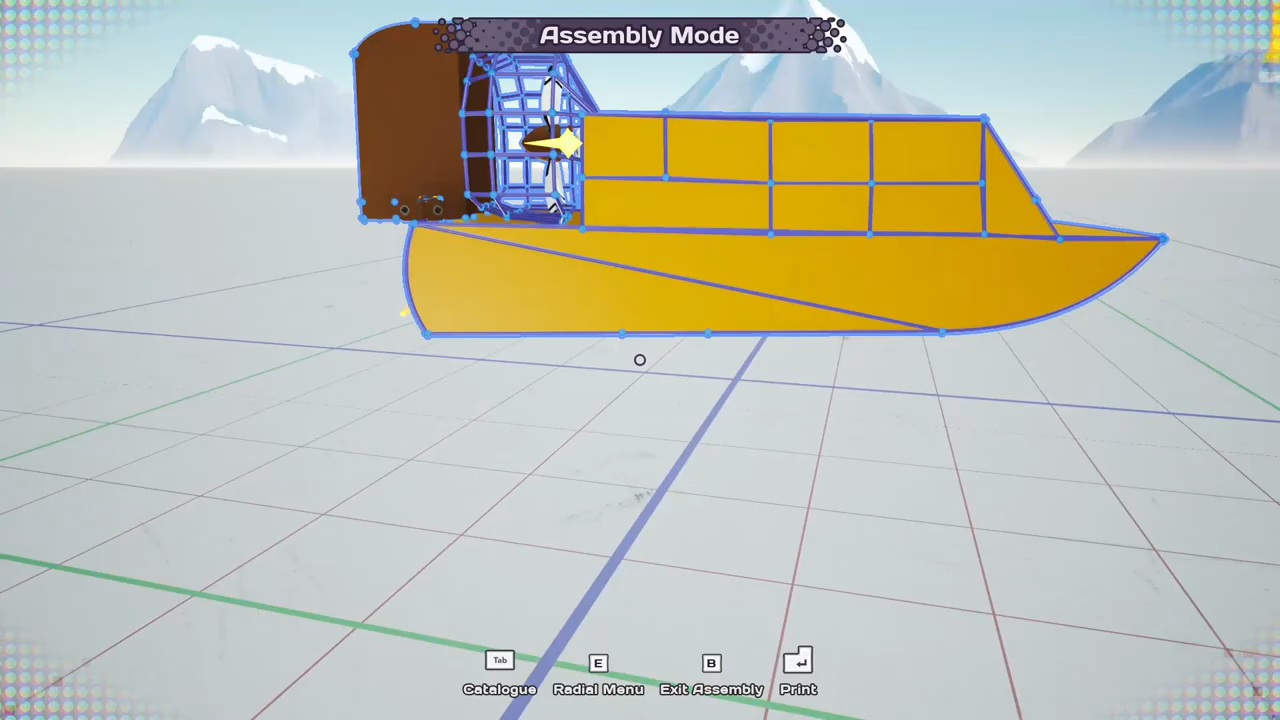 Assembly Mode
Tab
E
B
Catalogue
Radial Menu
Exit Assembly
Print